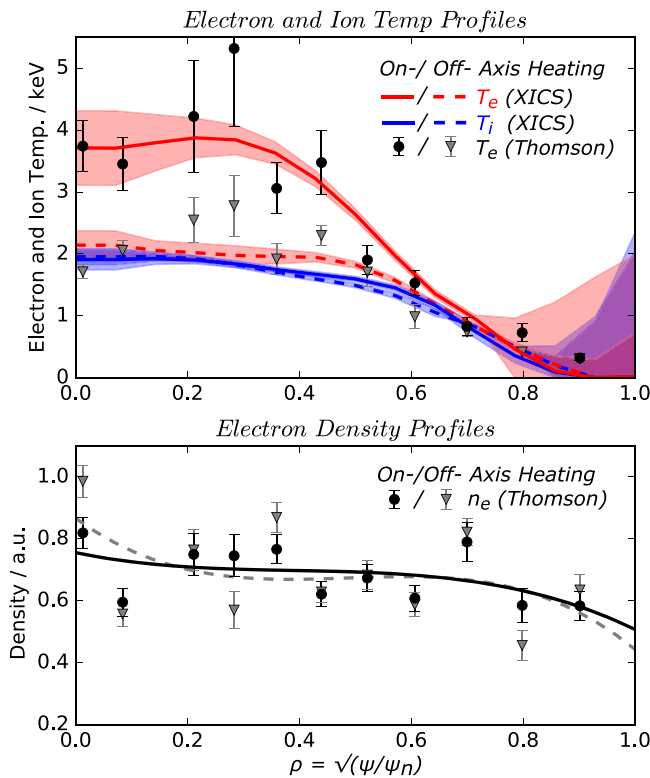 Electron and Ion Temp Profiles
Electron and Ion Temp. / keV
5
4
3
2
1
0
On-/ Off- Axis Heating
/ T_e (XICS)
/ T_i (XICS)
/ T_e (Thomson)
0.0 0.2 0.4 0.6 0.8 1.0
Electron Density Profiles
Density / a.u.
1.0
0.8
0.6
0.4
0.2
On-/Off- Axis Heating
/ n_e (Thomson)
0.0 0.2 0.4 0.6 0.8 1.0
ρ = √(ψ/ψ_n)